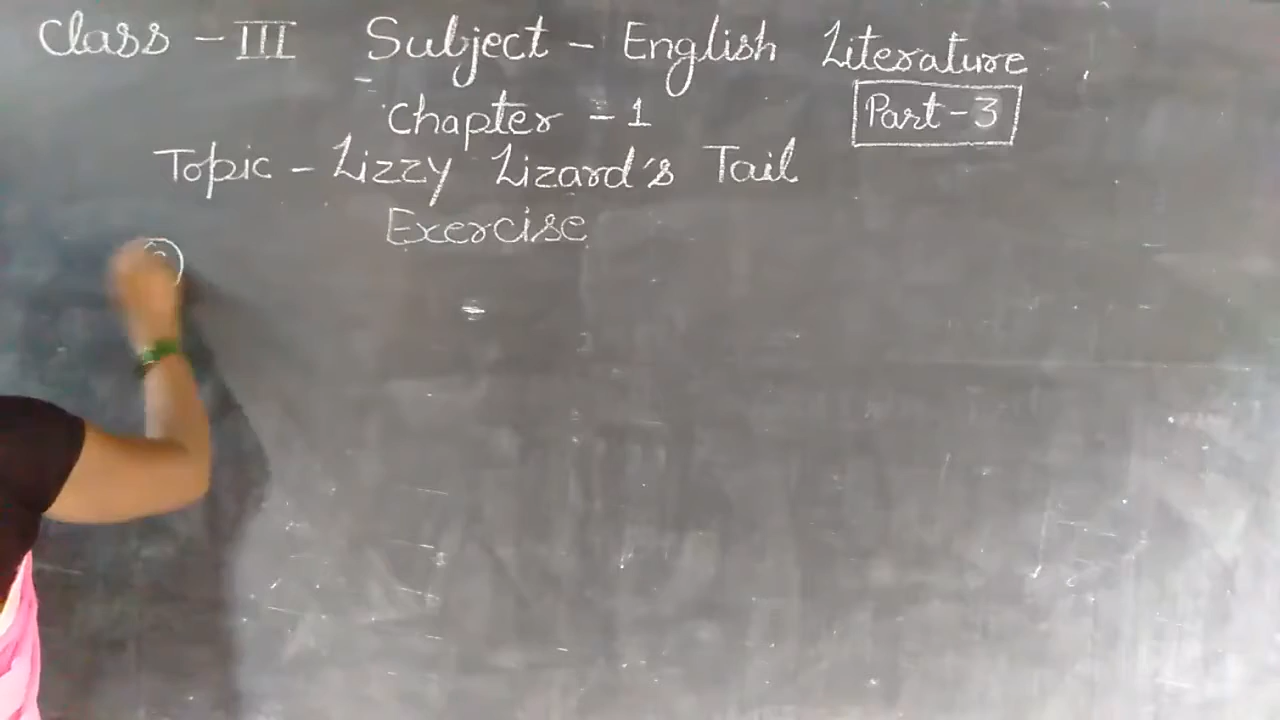 Class - III Subject - English Literature
Chapter - 1 Part-3
Topic - Lizzy Lizard's Tail
Exercise